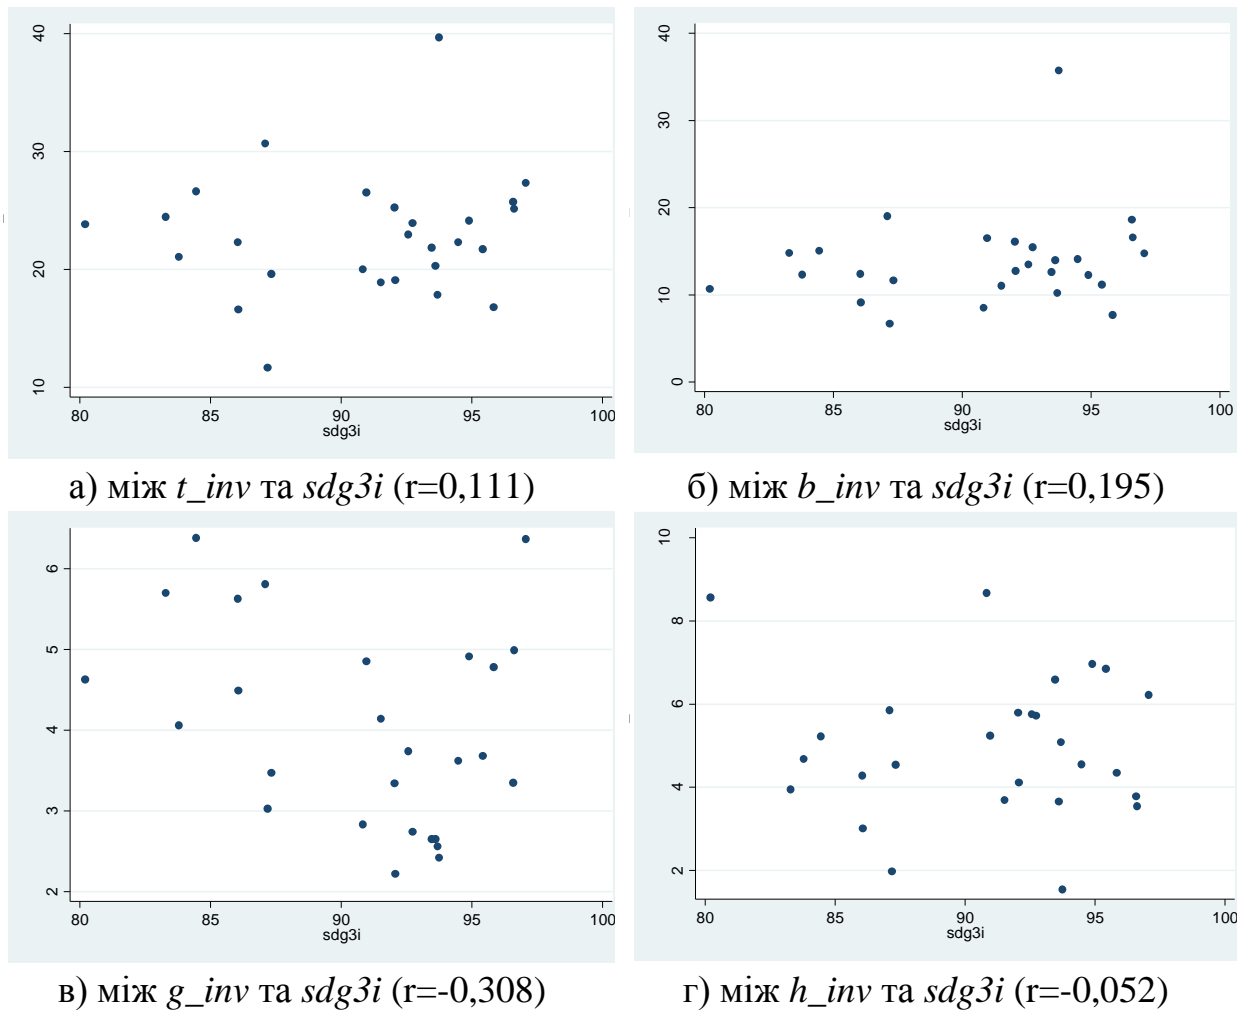 40
30
20
10
80 85 90 95 100
sdg3i
40
30
20
10
0
80 85 90 95 100
sdg3i
а) між t_inv та sdg3i (r=0,111)
б) між b_inv та sdg3i (r=0,195)
6
5
4
3
2
80 85 90 95 100
sdg3i
10
8
6
4
2
80 85 90 95 100
sdg3i
в) між g_inv та sdg3i (r=-0,308)
г) між h_inv та sdg3i (r=-0,052)